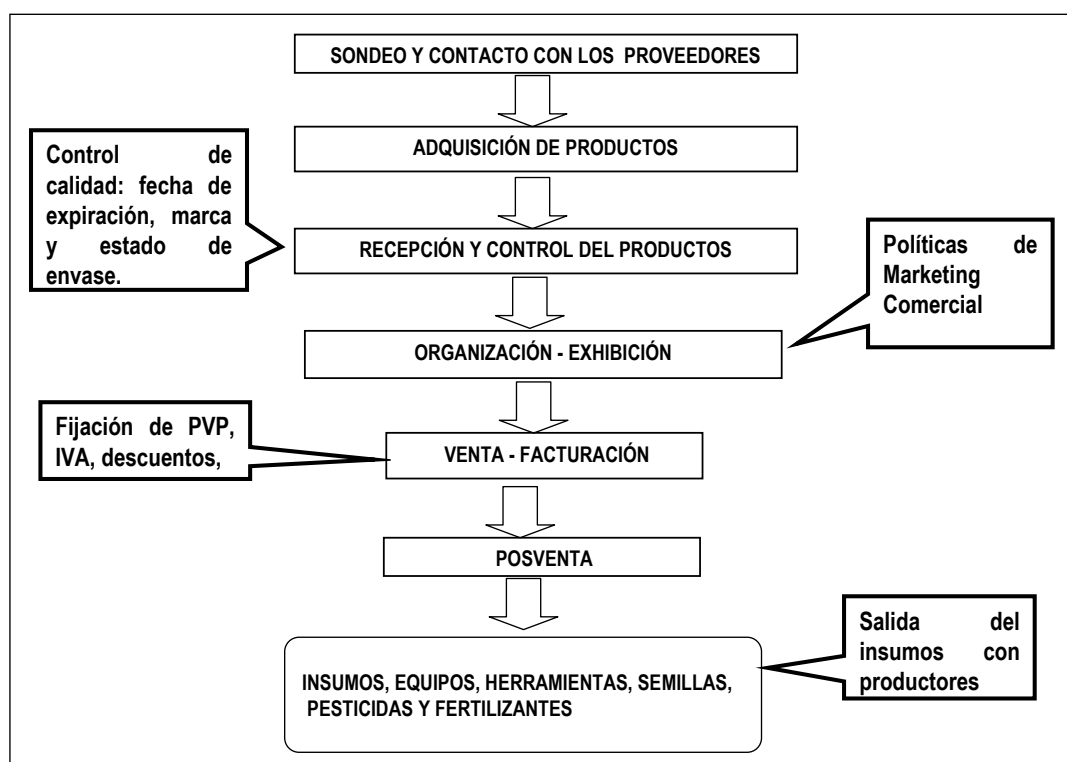 SONDEO Y CONTACTO CON LOS PROVEEDORES
ADQUISICIÓN DE PRODUCTOS
Control de
calidad: fecha de
expiración, marca
y estado de
envase.
RECEPCIÓN Y CONTROL DEL PRODUCTOS
Políticas de
Marketing
Comercial
ORGANIZACIÓN - EXHIBICIÓN
Fijación de PVP,
IVA, descuentos,
VENTA - FACTURACIÓN
POSVENTA
Salida del
insumos con
productores
INSUMOS, EQUIPOS, HERRAMIENTAS, SEMILLAS,
PESTICIDAS Y FERTILIZANTES